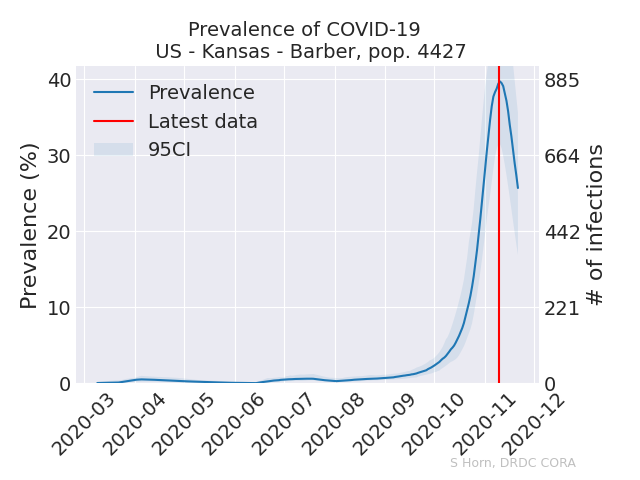 Prevalence of COVID-19
US - Kansas - Barber, pop. 4427
Prevalence
Latest data
95CI
Prevalence (%)
40
30
20
10
0
885
664
442
221
0
# of infections
2020-03
2020-04
2020-05
2020-06
2020-07
2020-08
2020-09
2020-10
2020-11
2020-12
S Horn, DRDC CORA